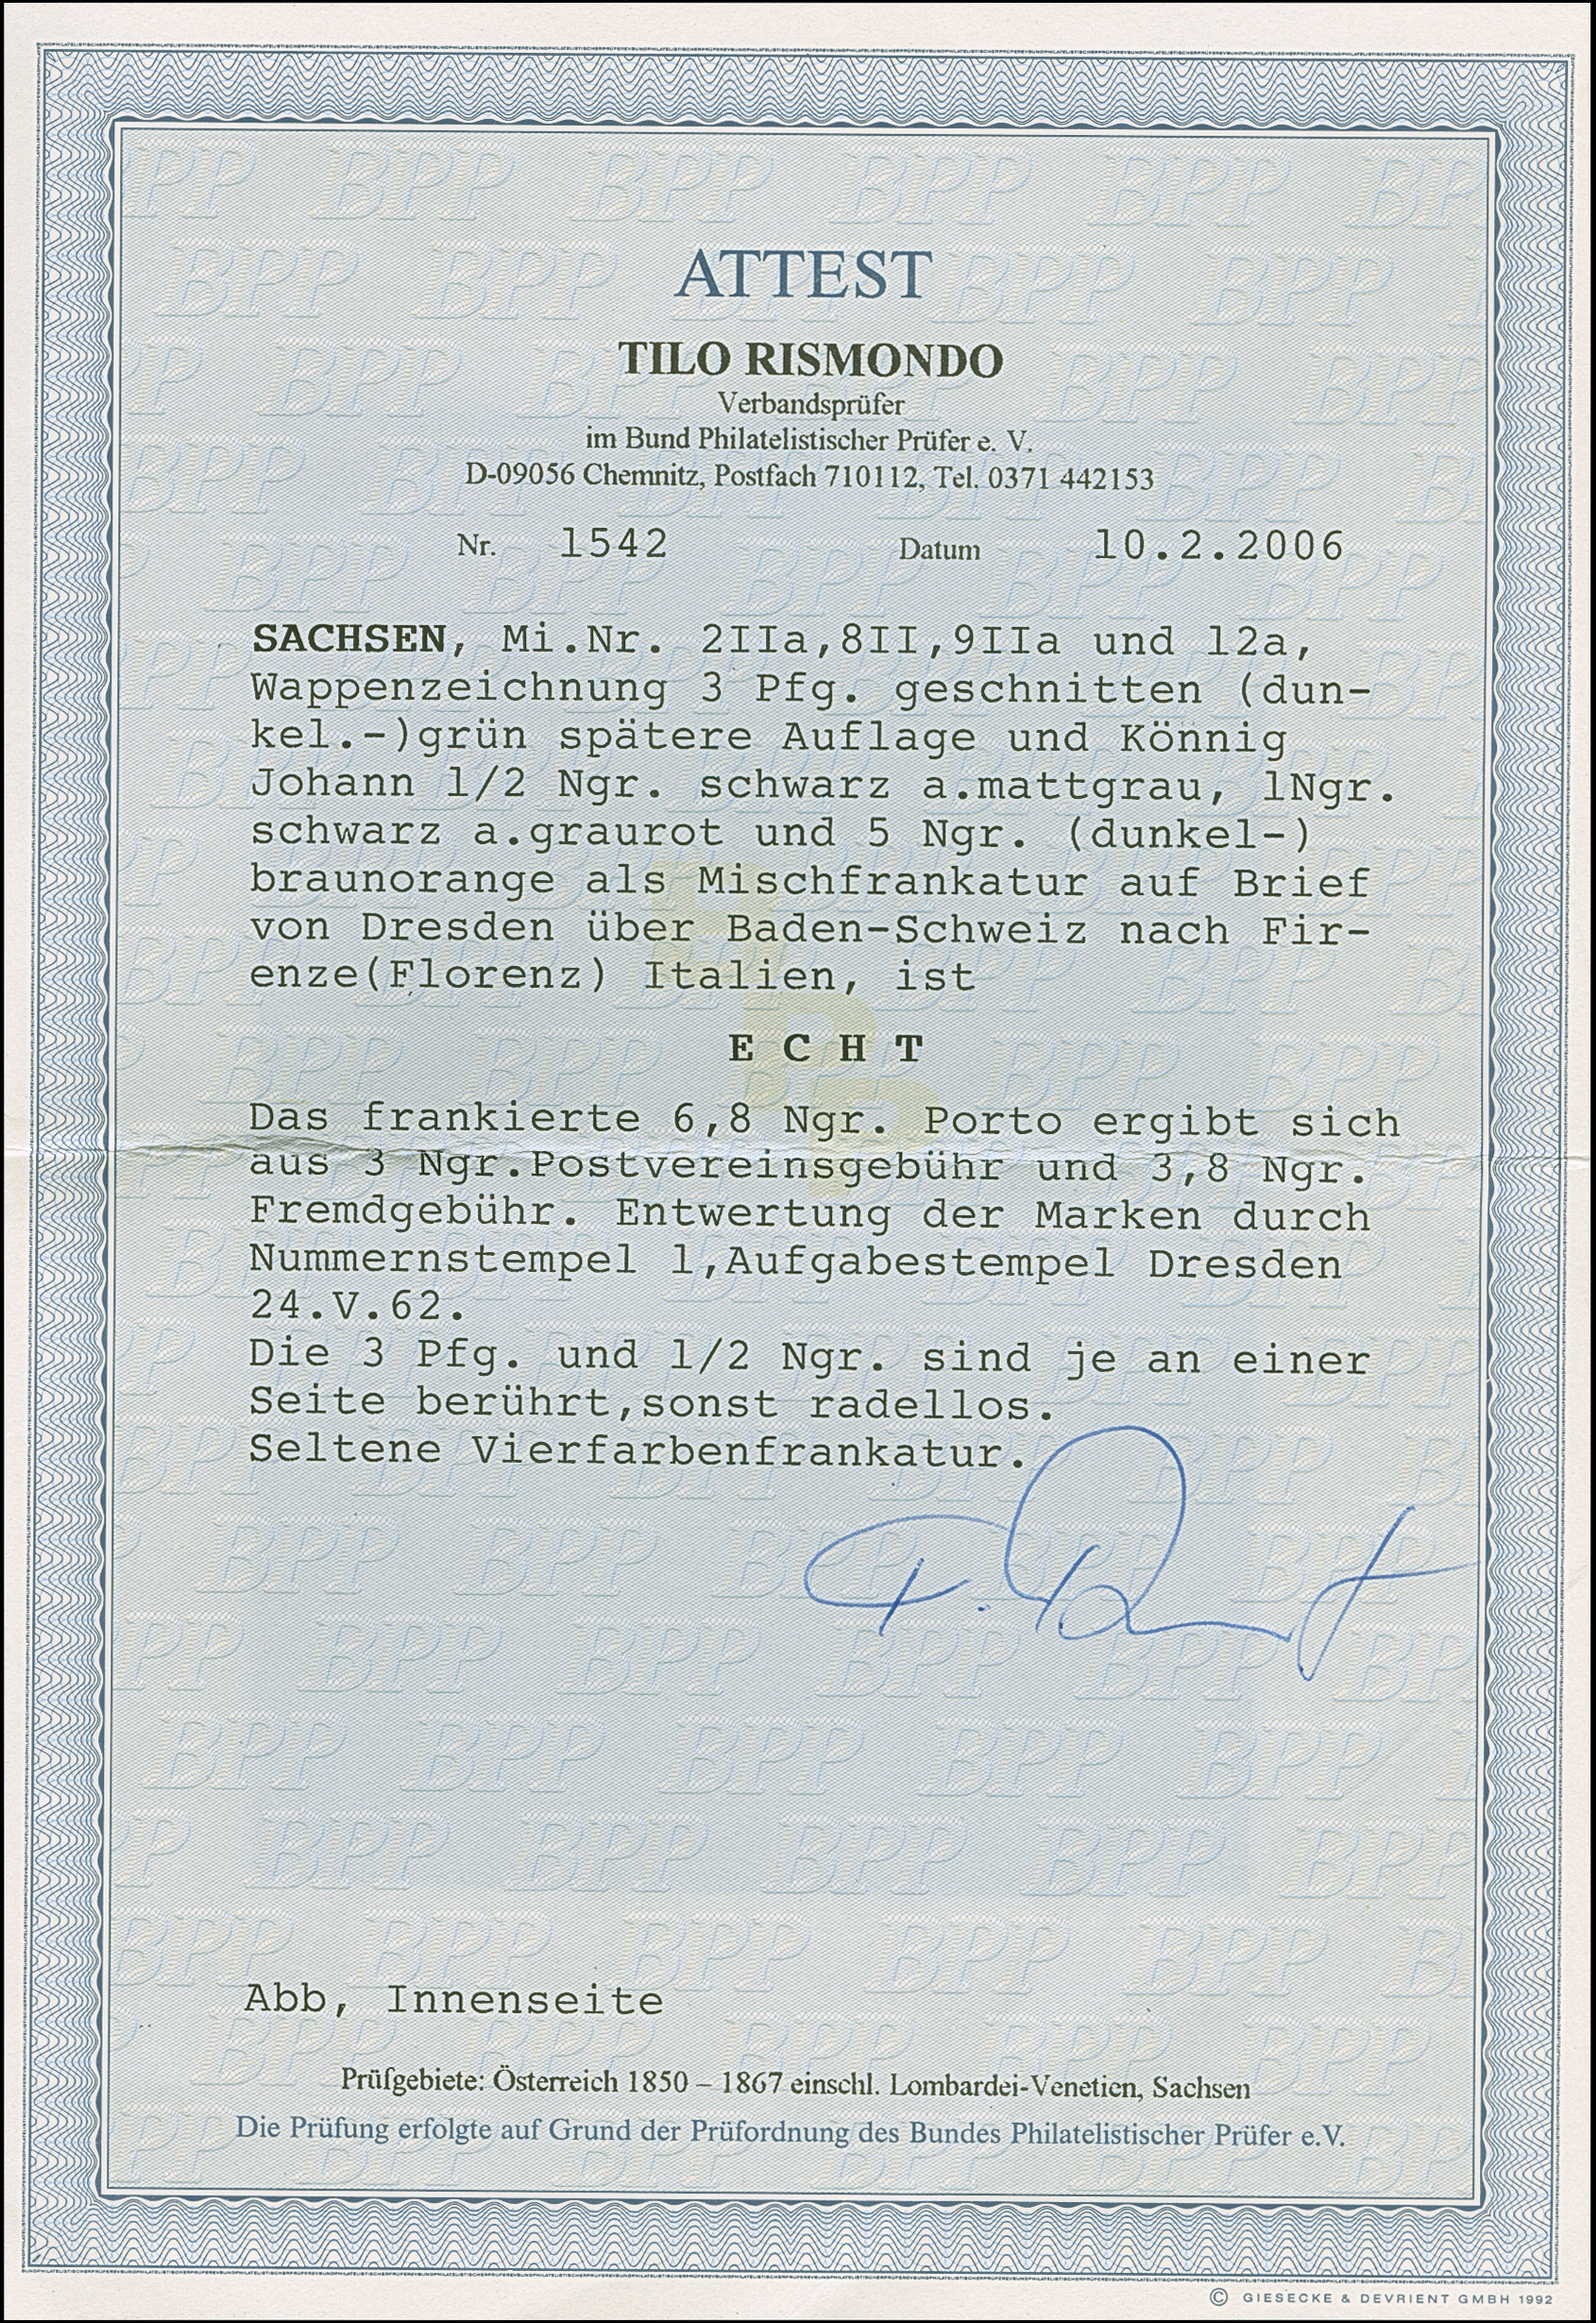 ATTEST
TILO RISMONDO
Verbandsprüfer
im Bund Philatelistischer Prüfer e. V.
D-09056 Chemnitz, Postfach 710112, Tel. 0371 442153
Nr. 1542 Datum 10.2.2006
SACHSEN, Mi.Nr. 2IIa,8II,9IIa und 12a,
Wappenzeichnung 3 Pfg. geschnitten (dun-
kel.-)grün spätere Auflage und Könnig
Johann 1/2 Ngr. schwarz a.mattgrau, 1Ngr.
schwarz a.graurot und 5 Ngr. (dunkel-)
braunorange als Mischfrankatur auf Brief
von Dresden über Baden-Schweiz nach Fir-
enze(Florenz) Italien, ist
E C H T
Das frankierte 6,8 Ngr. Porto ergibt sich
aus 3 Ngr.Postvereinsgebühr und 3,8 Ngr.
Fremdgebühr. Entwertung der Marken durch
Nummernstempel 1,Aufgabestempel Dresden
24.V.62.
Die 3 Pfg. und 1/2 Ngr. sind je an einer
Seite berührt,sonst radellos.
Seltene Vierfarbenfrankatur.
Abb, Innenseite
Prüfgebiete: Österreich 1850 – 1867 einschl. Lombardei-Venetien, Sachsen
Die Prüfung erfolgte auf Grund der Prüfordnung des Bundes Philatelistischer Prüfer e.V.
© GIESECKE & DEVRIENT GMBH 1992